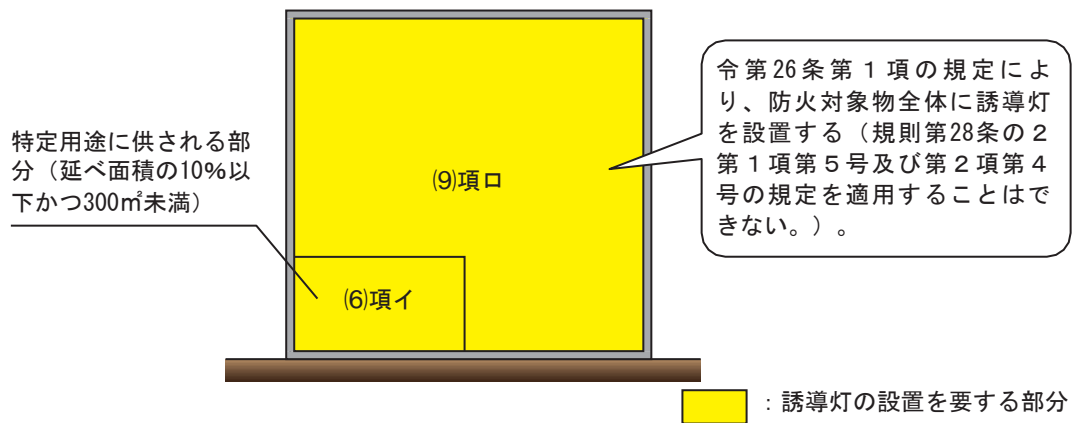 特定用途に供される部
分（延べ面積の10%以
下かつ300㎡未満）
⑼項ロ
⑹項イ
令第26条第１項の規定によ
り、防火対象物全体に誘導灯
を設置する（規則第28条の２
第１項第５号及び第２項第４
号の規定を適用することはで
きない。）。
：誘導灯の設置を要する部分